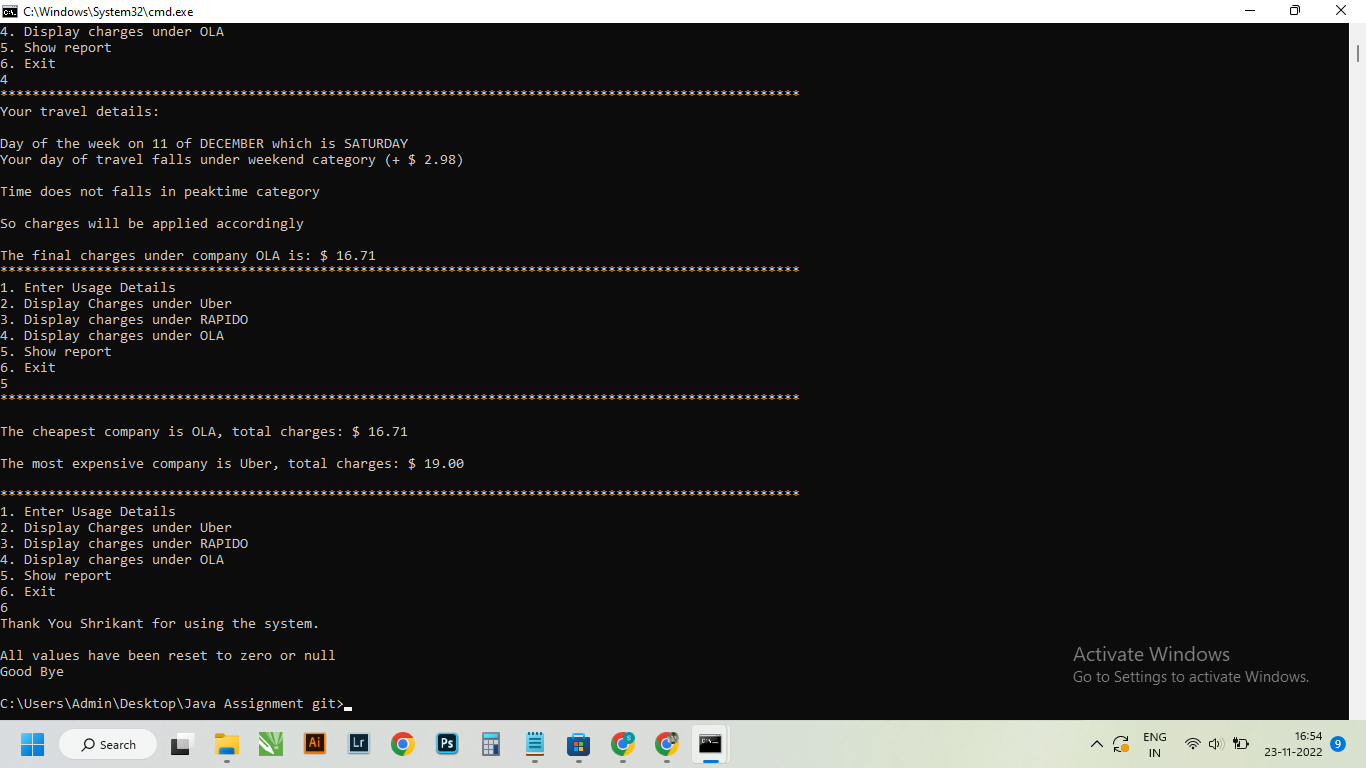 C:\Windows\System32\cmd.exe
4. Display charges under OLA
5. Show report
6. Exit
4
****************************************************************************************************
Your travel details:
Day of the week on 11 of DECEMBER which is SATURDAY
Your day of travel falls under weekend category (+ $ 2.98)
Time does not falls in peaktime category
So charges will be applied accordingly
The final charges under company OLA is: $ 16.71
****************************************************************************************************
1. Enter Usage Details
2. Display Charges under Uber
3. Display charges under RAPIDO
4. Display charges under OLA
5. Show report
6. Exit
5
****************************************************************************************************
The cheapest company is OLA, total charges: $ 16.71
The most expensive company is Uber, total charges: $ 19.00
****************************************************************************************************
1. Enter Usage Details
2. Display Charges under Uber
3. Display charges under RAPIDO
4. Display charges under OLA
5. Show report
6. Exit
6
Thank You Shrikant for using the system.
All values have been reset to zero or null
Good Bye
C:\Users\Admin\Desktop\Java Assignment git>
Activate Windows
Go to Settings to activate Windows.
Search
Ai
Lr
Ps
ENG
IN
16:54
23-11-2022
9